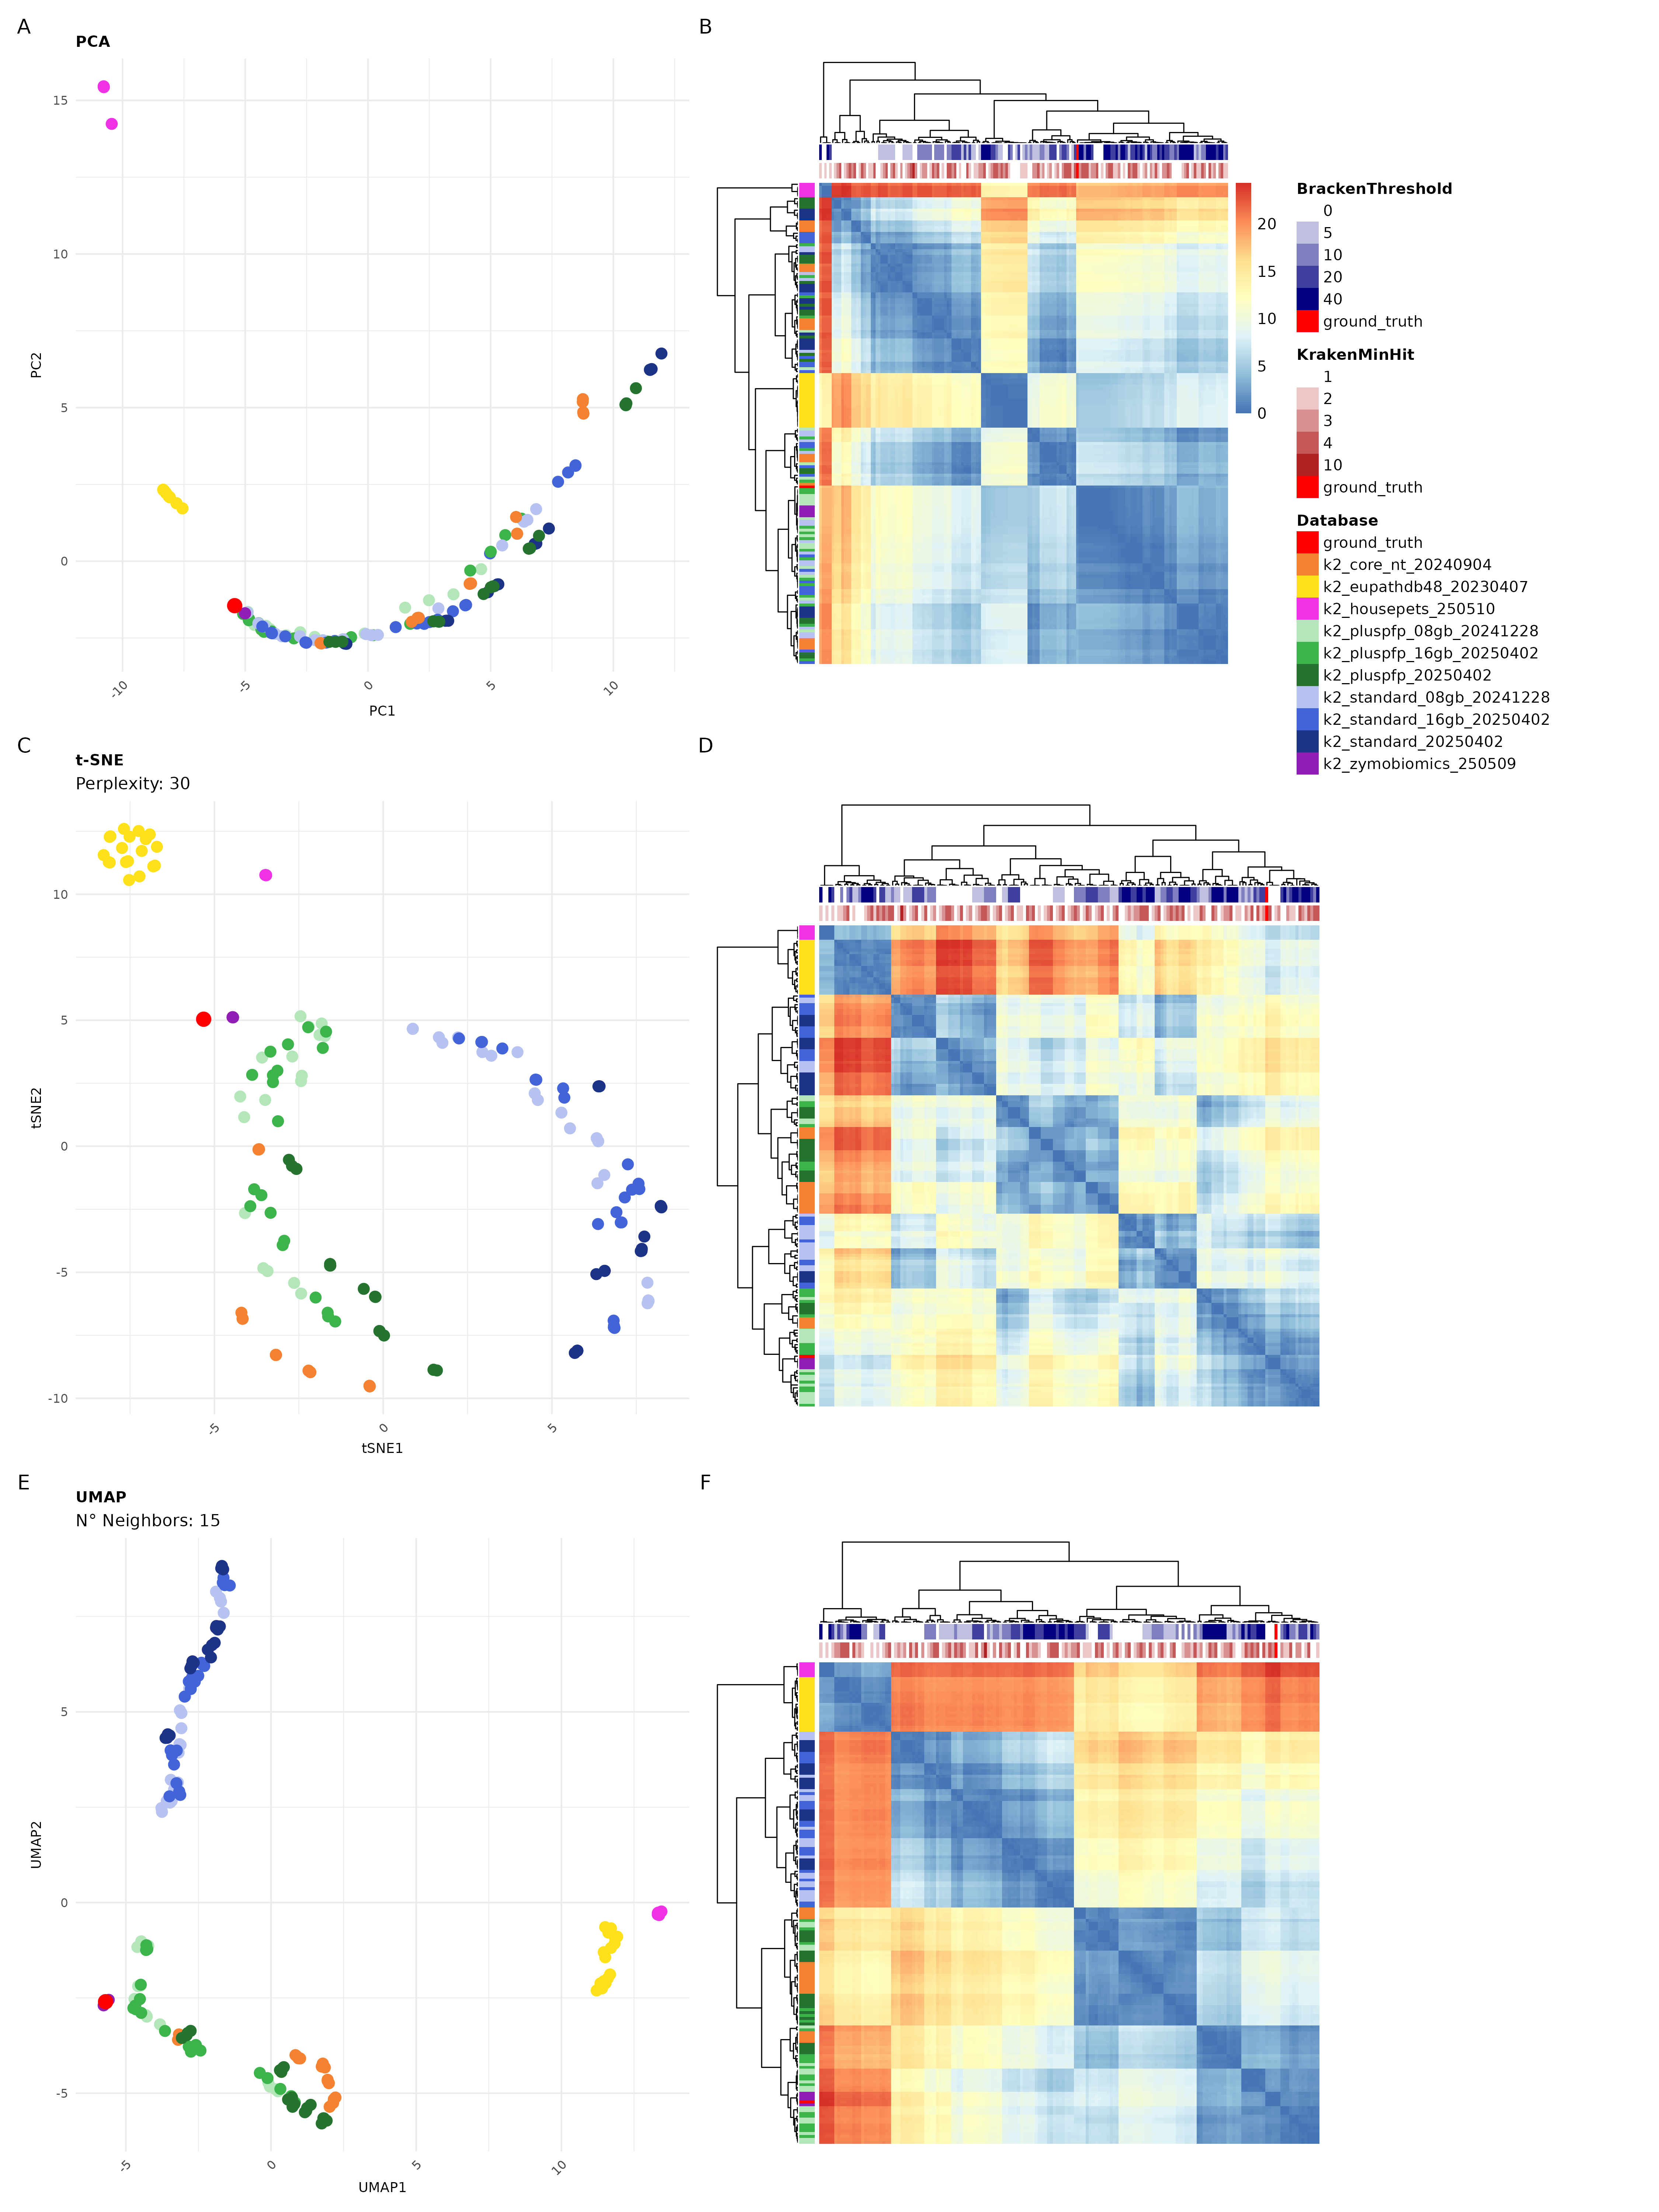 A
PCA
15
10
5
0
PC2
-10
-5
0
5
10
PC1
B
20
15
10
5
0
BrackenThreshold
0
5
10
20
40
ground_truth
KrakenMinHit
1
2
3
4
10
ground_truth
Database
ground_truth
k2_core_nt_20240904
k2_eupathdb48_20230407
k2_housepets_250510
k2_pluspfp_08gb_20241228
k2_pluspfp_16gb_20250402
k2_pluspfp_20250402
k2_standard_08gb_20241228
k2_standard_16gb_20250402
k2_standard_20250402
k2_zymobiomics_250509
C
t-SNE
Perplexity: 30
10
5
0
-5
-10
tSNE2
-5
0
5
tSNE1
D
E
UMAP
N° Neighbors: 15
5
0
-5
UMAP2
-5
0
5
10
UMAP1
F